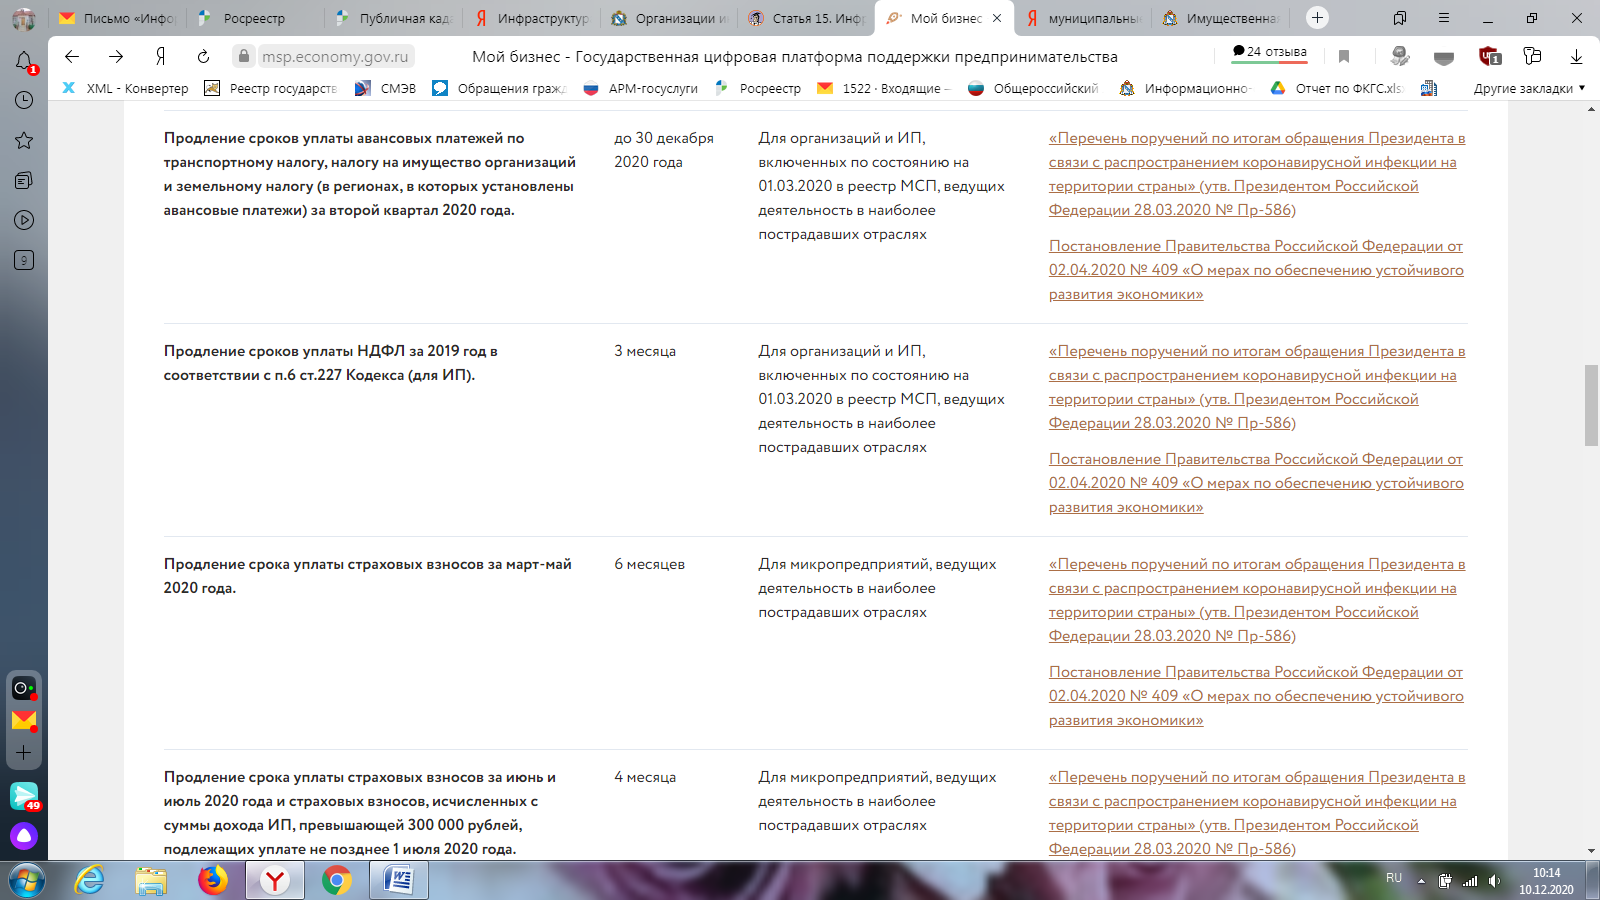 Письмо «Инфор
Росреестр
Публичная када
Инфраструктур
Организации ин
Статья 15. Инфр
Мой бизнес
муниципальны
Имущественная
msp.economy.gov.ru
Мой бизнес - Государственная цифровая платформа поддержки предпринимательства
24 отзыва
1
1
XML - Конвертер
Реестр государств
СМЭВ
Обращения гражд
АРМ-госуслуги
Росреестр
1522 · Входящие –
Общероссийский
Информационно-
Отчет по ФКГС.xls
Другие закладки
9
49
Продление сроков уплаты авансовых платежей по
транспортному налогу, налогу на имущество организаций
и земельному налогу (в регионах, в которых установлены
авансовые платежи) за второй квартал 2020 года.
до 30 декабря
2020 года
Для организаций и ИП,
включенных по состоянию на
01.03.2020 в реестр МСП, ведущих
деятельность в наиболее
пострадавших отраслях
«Перечень поручений по итогам обращения Президента в
связи с распространением коронавирусной инфекции на
территории страны» (утв. Президентом Российской
Федерации 28.03.2020 № Пр-586)
Постановление Правительства Российской Федерации от
02.04.2020 № 409 «О мерах по обеспечению устойчивого
развития экономики»
Продление сроков уплаты НДФЛ за 2019 год в
соответствии с п.6 ст.227 Кодекса (для ИП).
3 месяца
Для организаций и ИП,
включенных по состоянию на
01.03.2020 в реестр МСП, ведущих
деятельность в наиболее
пострадавших отраслях
«Перечень поручений по итогам обращения Президента в
связи с распространением коронавирусной инфекции на
территории страны» (утв. Президентом Российской
Федерации 28.03.2020 № Пр-586)
Постановление Правительства Российской Федерации от
02.04.2020 № 409 «О мерах по обеспечению устойчивого
развития экономики»
Продление срока уплаты страховых взносов за март-май
2020 года.
6 месяцев
Для микропредприятий, ведущих
деятельность в наиболее
пострадавших отраслях
«Перечень поручений по итогам обращения Президента в
связи с распространением коронавирусной инфекции на
территории страны» (утв. Президентом Российской
Федерации 28.03.2020 № Пр-586)
Постановление Правительства Российской Федерации от
02.04.2020 № 409 «О мерах по обеспечению устойчивого
развития экономики»
Продление срока уплаты страховых взносов за июнь и
июль 2020 года и страховых взносов, исчисленных с
суммы дохода ИП, превышающей 300 000 рублей,
подлежащих уплате не позднее 1 июля 2020 года.
4 месяца
Для микропредприятий, ведущих
деятельность в наиболее
пострадавших отраслях
«Перечень поручений по итогам обращения Президента в
связи с распространением коронавирусной инфекции на
территории страны» (утв. Президентом Российской
Федерации 28.03.2020 № Пр-586)
RU
10:14
10.12.2020